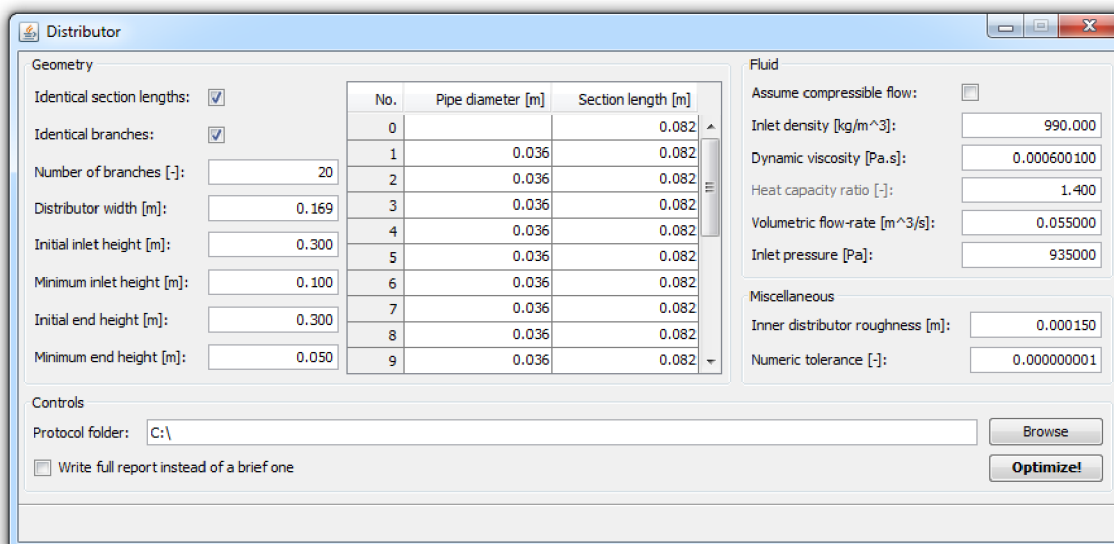 Distributor
Geometry
Identical section lengths:
Identical branches:
Number of branches [-]: 20
Distributor width [m]: 0.169
Initial inlet height [m]: 0.300
Minimum inlet height [m]: 0.100
Initial end height [m]: 0.300
Minimum end height [m]: 0.050
No. Pipe diameter [m] Section length [m]
0 0.082
1 0.036 0.082
2 0.036 0.082
3 0.036 0.082
4 0.036 0.082
5 0.036 0.082
6 0.036 0.082
7 0.036 0.082
8 0.036 0.082
9 0.036 0.082
Fluid
Assume compressible flow:
Inlet density [kg/m^3]: 990.000
Dynamic viscosity [Pa.s]: 0.000600100
Heat capacity ratio [-]: 1.400
Volumetric flow-rate [m^3/s]: 0.055000
Inlet pressure [Pa]: 935000
Miscellaneous
Inner distributor roughness [m]: 0.000150
Numeric tolerance [-]: 0.000000001
Controls
Protocol folder: C:\ Browse
Write full report instead of a brief one Optimize!